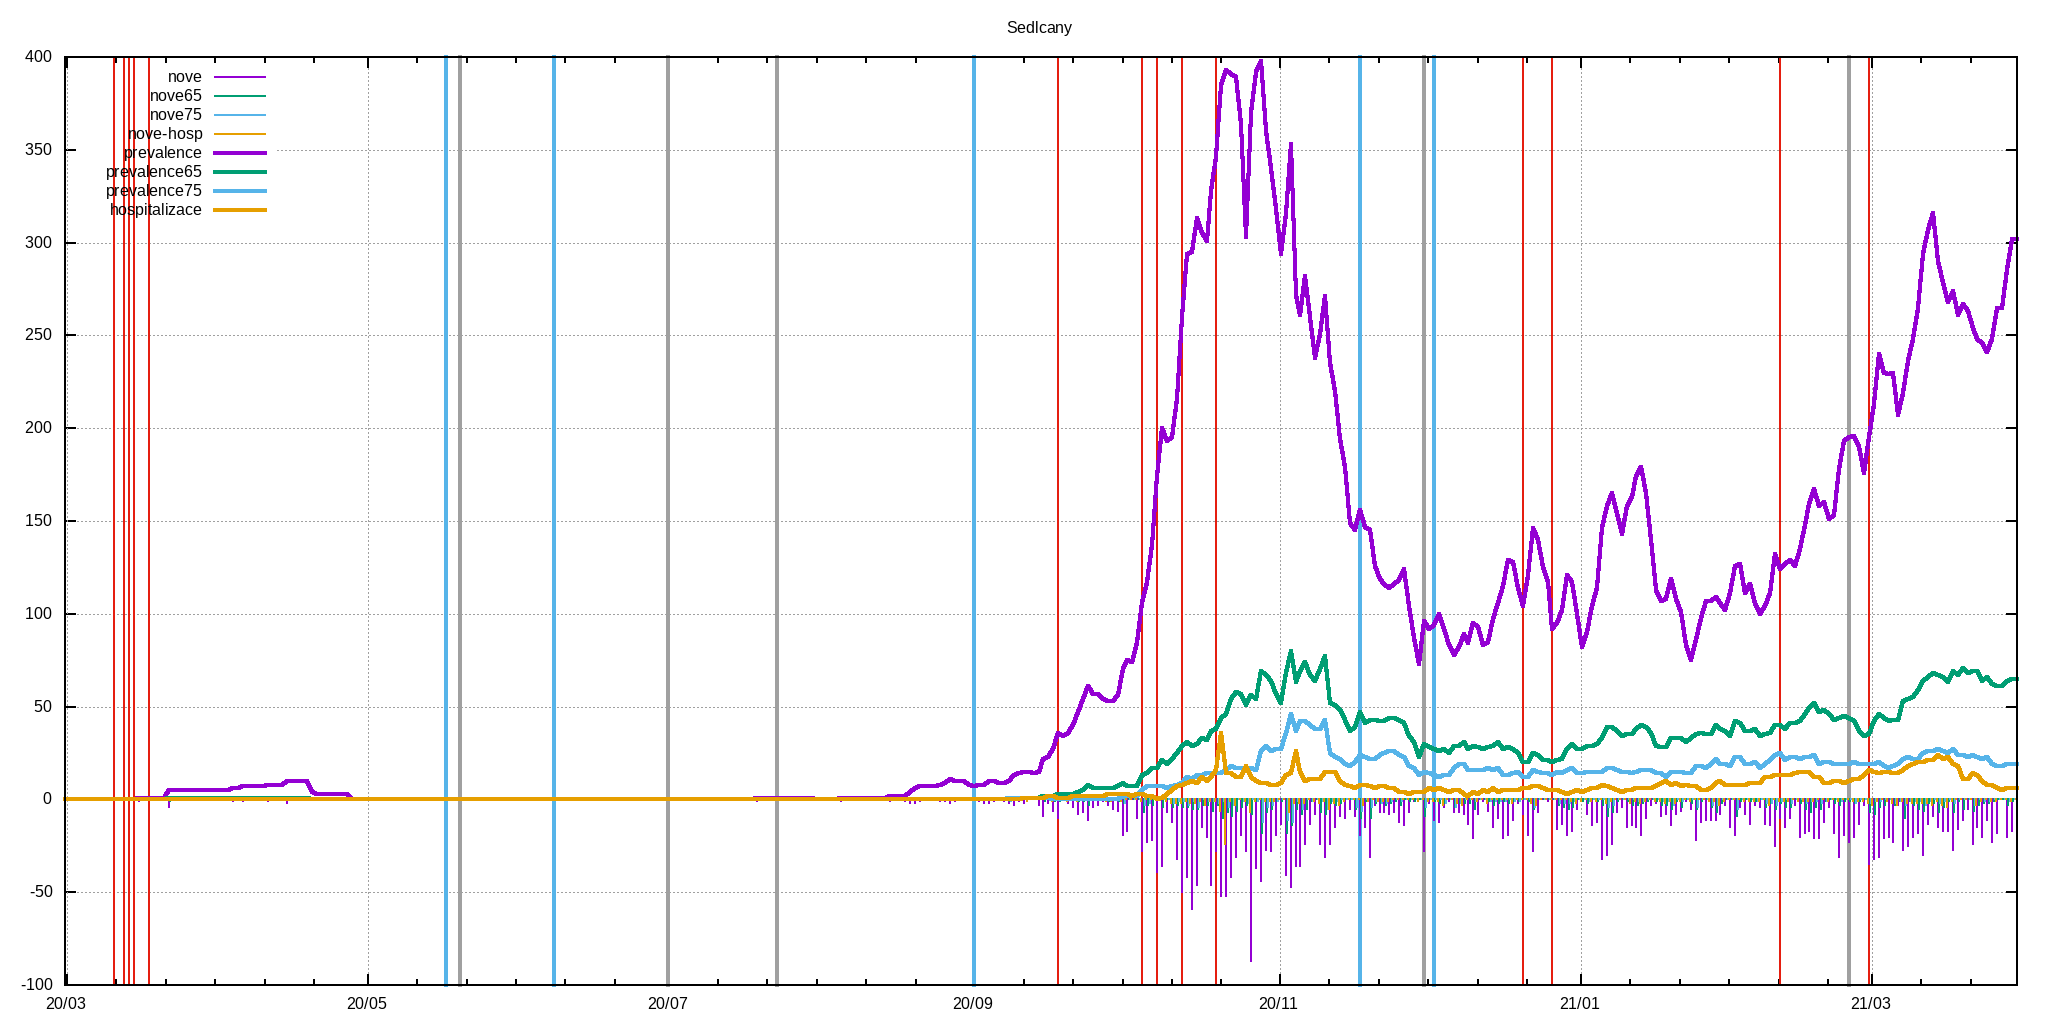 Sedlcany
400
350
300
250
200
150
100
50
0
-50
-100
nove
nove65
nove75
nove-hosp
prevalence
prevalence65
prevalence75
hospitalizace
20/03 20/05 20/07 20/09 20/11 21/01 21/03